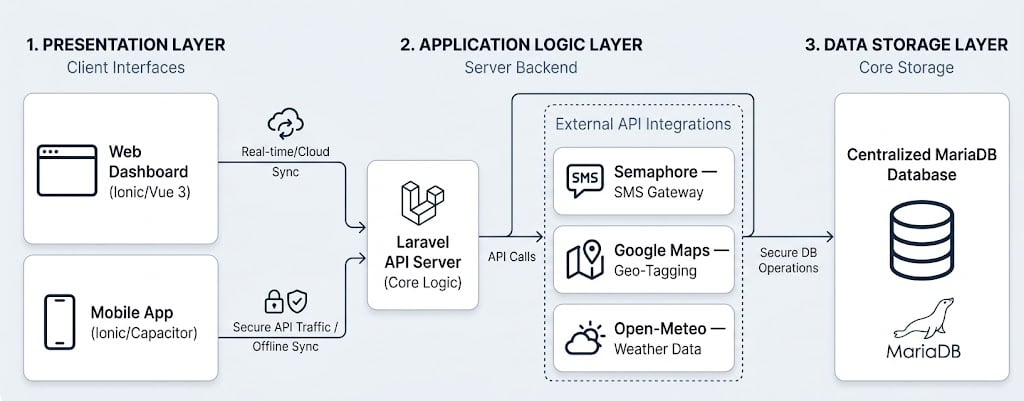 1. PRESENTATION LAYER
Client Interfaces
Web
Dashboard
(Ionic/Vue 3)
Mobile App
(Ionic/Capacitor)
Real-time/Cloud
Sync
Secure API Traffic /
Offline Sync
2. APPLICATION LOGIC LAYER
Server Backend
Laravel
API Server
(Core Logic)
API Calls
External API Integrations
SMS
Semaphore —
SMS Gateway
Google Maps —
Geo-Tagging
Open-Meteo —
Weather Data
Secure DB
Operations
3. DATA STORAGE LAYER
Core Storage
Centralized MariaDB
Database
MariaDB